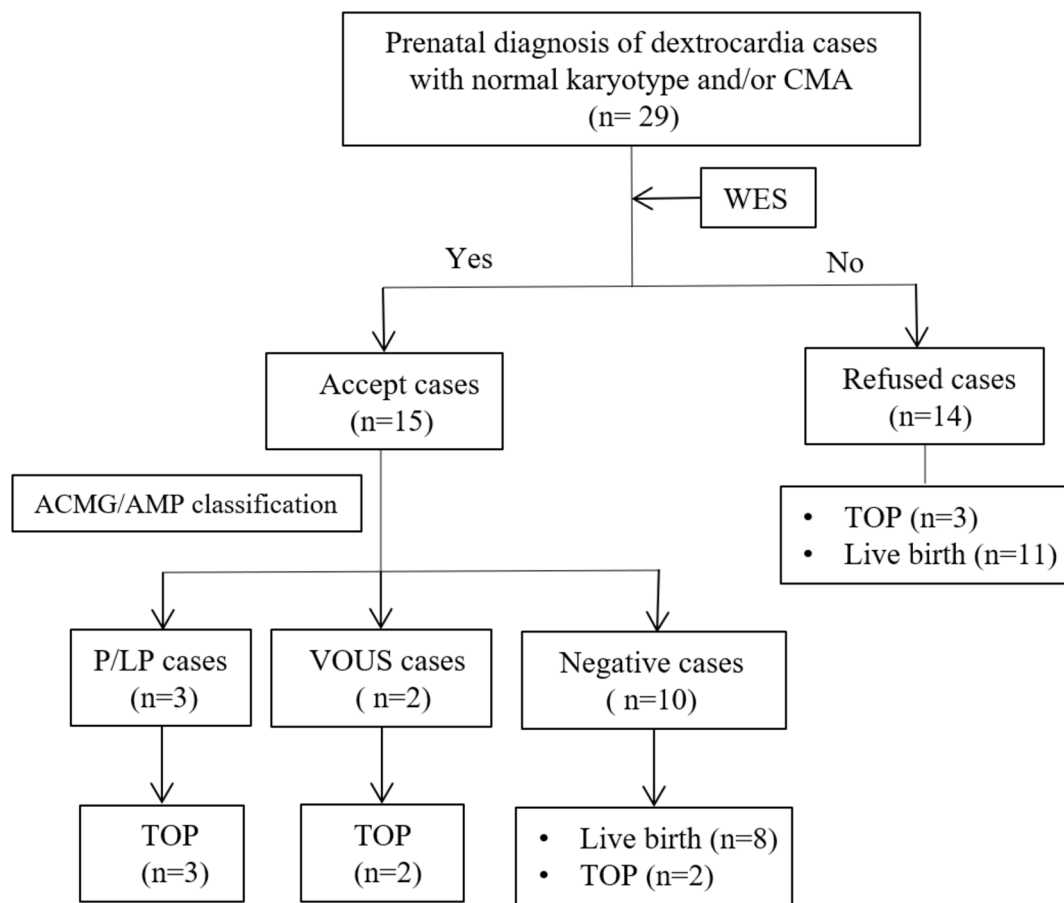 Prenatal diagnosis of dextrocardia cases
with normal karyotype and/or CMA
(n= 29)
WES
Yes
No
Accept cases
(n=15)
Refused cases
(n=14)
ACMG/AMP classification
• TOP (n=3)
• Live birth (n=11)
P/LP cases
(n=3)
VOUS cases
( n=2)
Negative cases
( n=10)
TOP
(n=3)
TOP
(n=2)
• Live birth (n=8)
• TOP (n=2)